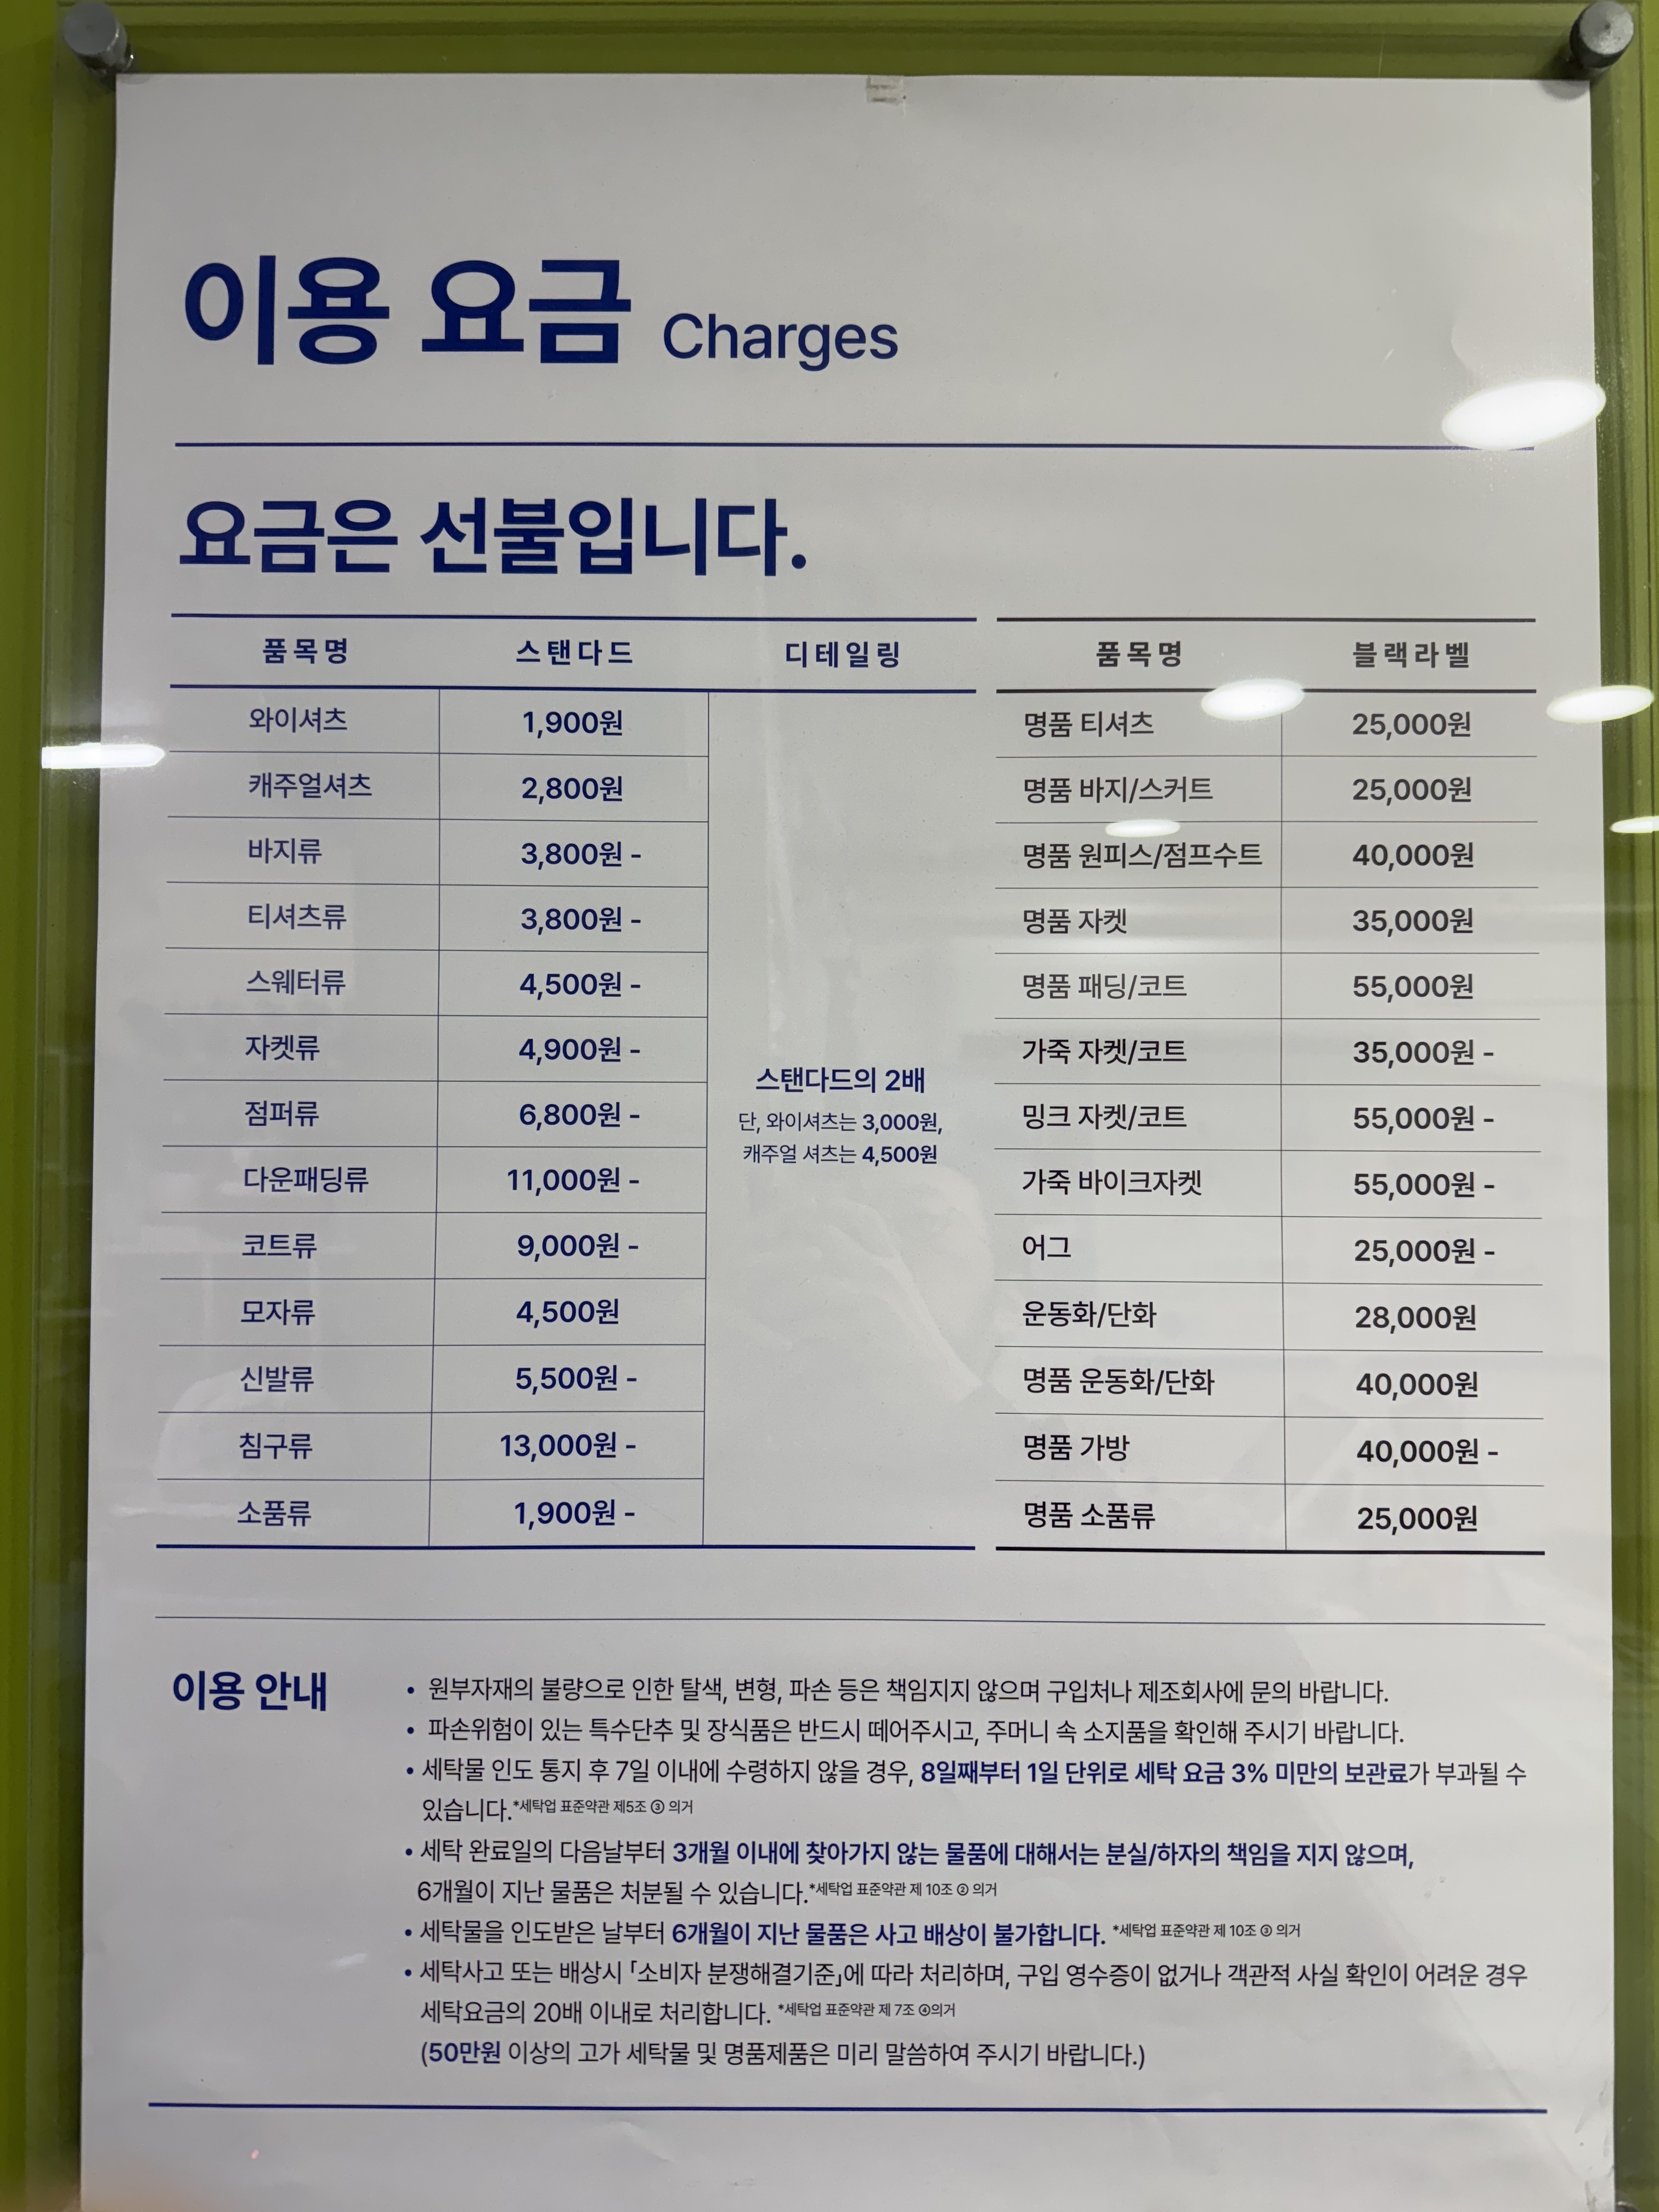 이용 요금 Charges
요금은 선불입니다.
품목명 스탠다드 디테일링
와이셔츠 1,900원
캐주얼셔츠 2,800원
바지류 3,800원 -
티셔츠류 3,800원 -
스웨터류 4,500원 -
자켓류 4,900원 -
점퍼류 6,800원 -
다운패딩류 11,000원 -
코트류 9,000원 -
모자류 4,500원
신발류 5,500원 -
침구류 13,000원 -
소품류 1,900원 -
스탠다드의 2배
단, 와이셔츠는 3,000원,
캐주얼 셔츠는 4,500원
품목명 블랙라벨
명품 티셔츠 25,000원
명품 바지/스커트 25,000원
명품 원피스/점프수트 40,000원
명품 자켓 35,000원
명품 패딩/코트 55,000원
가죽 자켓/코트 35,000원 -
밍크 자켓/코트 55,000원 -
가죽 바이크자켓 55,000원 -
어그 25,000원 -
운동화/단화 28,000원
명품 운동화/단화 40,000원
명품 가방 40,000원 -
명품 소품류 25,000원
이용 안내
• 원부자재의 불량으로 인한 탈색, 변형, 파손 등은 책임지지 않으며 구입처나 제조회사에 문의 바랍니다.
• 파손위험이 있는 특수단추 및 장식품은 반드시 떼어주시고, 주머니 속 소지품을 확인해 주시기 바랍니다.
• 세탁물 인도 통지 후 7일 이내에 수령하지 않을 경우, 8일째부터 1일 단위로 세탁 요금 3% 미만의 보관료가 부과될 수
있습니다.*세탁업 표준약관 제5조 ③ 의거
• 세탁 완료일의 다음날부터 3개월 이내에 찾아가지 않는 물품에 대해서는 분실/하자의 책임을 지지 않으며,
6개월이 지난 물품은 처분될 수 있습니다.*세탁업 표준약관 제 10조 ② 의거
• 세탁물을 인도받은 날부터 6개월이 지난 물품은 사고 배상이 불가합니다. *세탁업 표준약관 제 10조 ③ 의거
• 세탁사고 또는 배상시 「소비자 분쟁해결기준」에 따라 처리하며, 구입 영수증이 없거나 객관적 사실 확인이 어려운 경우
세탁요금의 20배 이내로 처리합니다. *세탁업 표준약관 제 7조 ④의거
(50만원 이상의 고가 세탁물 및 명품제품은 미리 말씀하여 주시기 바랍니다.)